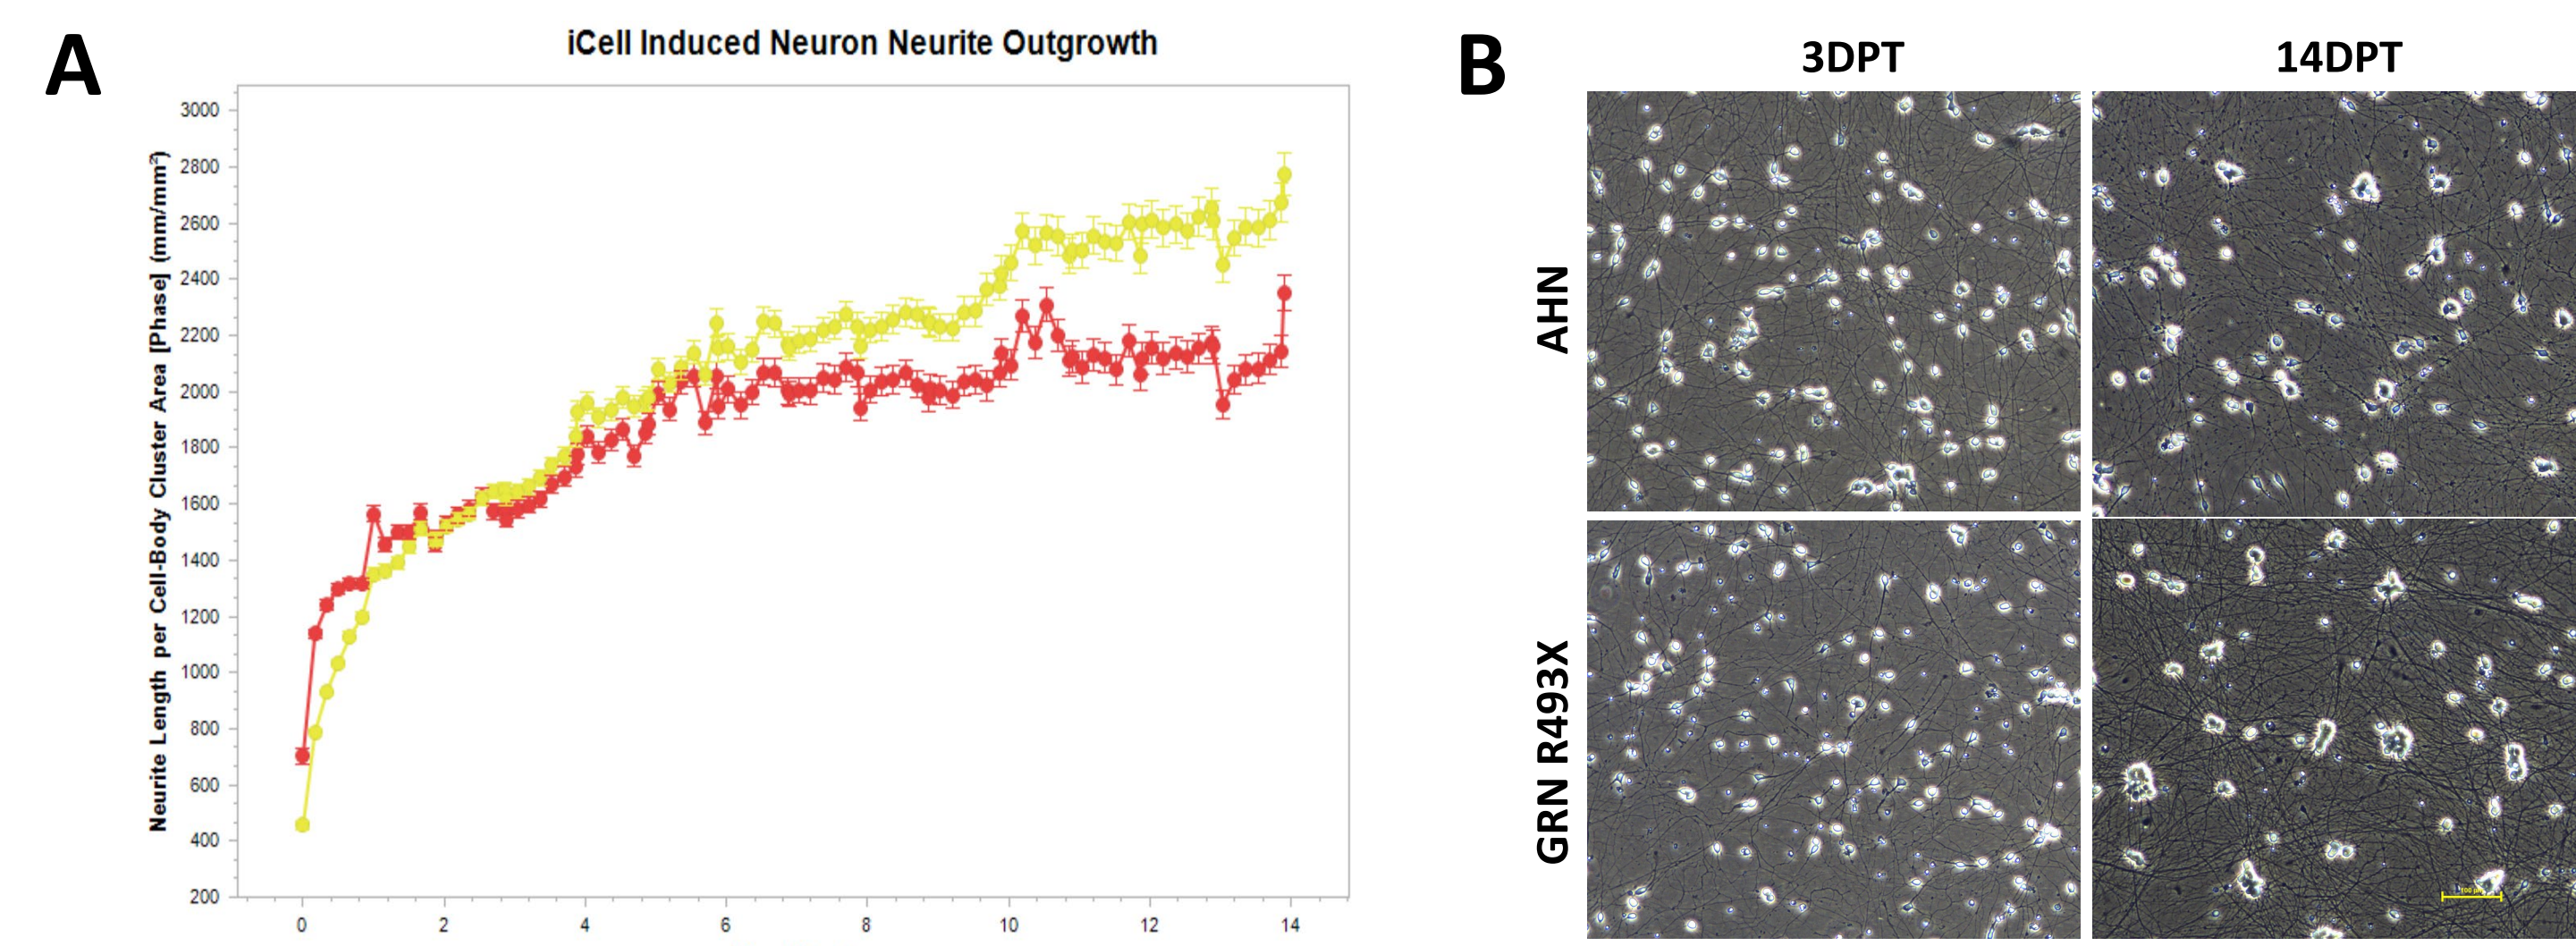 A
iCell Induced Neuron Neurite Outgrowth
Neurite Length per Cell-Body Cluster Area [Phase] (mm/mm²)
3000
2800
2600
2400
2200
2000
1800
1600
1400
1200
1000
800
600
400
200
0 2 4 6 8 10 12 14
B
3DPT 14DPT
AHN
GRN R493X
100 µm